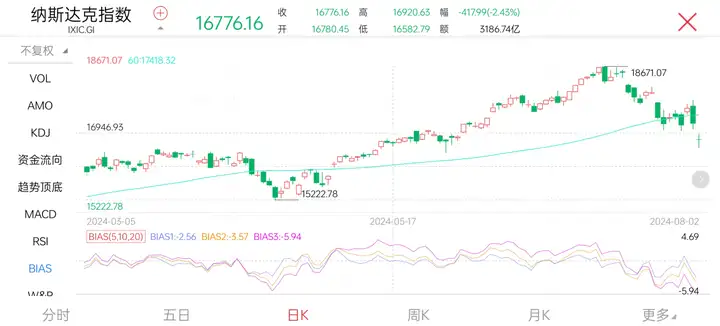 纳斯达克指数
IXIC.GI
16776.16
收 16776.16 高 16920.63 幅 -417.99(-2.43%)
开 16780.45 低 16582.79 额 3186.74亿
不复权
18671.07 60:17418.32
VOL
AMO
KDJ
资金流向
趋势顶底
MACD
RSI
BIAS
W&R
18671.07
16946.93
15222.78
15222.78
2024-03-05 2024-05-17 2024-08-02
BIAS(5,10,20) BIAS1:-2.56 BIAS2:-3.57 BIAS3:-5.94 4.69
-5.94
分时 五日 日K 周K 月K 更多